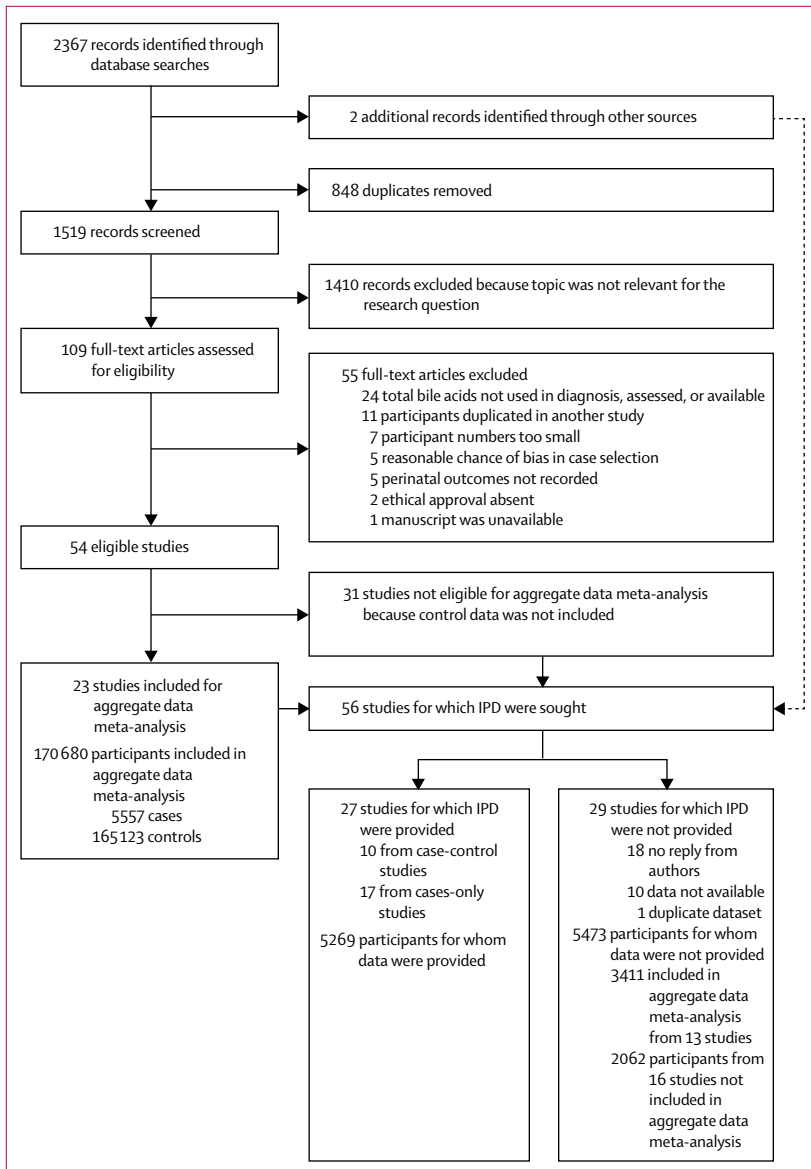 2367 records identified through
database searches
2 additional records identified through other sources
848 duplicates removed
1519 records screened
1410 records excluded because topic was not relevant for the
research question
109 full-text articles assessed
for eligibility
55 full-text articles excluded
24 total bile acids not used in diagnosis, assessed, or available
11 participants duplicated in another study
7 participant numbers too small
5 reasonable chance of bias in case selection
5 perinatal outcomes not recorded
2 ethical approval absent
1 manuscript was unavailable
54 eligible studies
31 studies not eligible for aggregate data meta-analysis
because control data was not included
23 studies included for
aggregate data
meta-analysis
170 680 participants included in
aggregate data
meta-analysis
5557 cases
165 123 controls
56 studies for which IPD were sought
27 studies for which IPD
were provided
10 from case-control
studies
17 from cases-only
studies
5269 participants for whom
data were provided
29 studies for which IPD
were not provided
18 no reply from
authors
10 data not available
1 duplicate dataset
5473 participants for whom
data were not provided
3411 included in
aggregate data
meta-analysis
from 13 studies
2062 participants from
16 studies not
included in
aggregate data
meta-analysis